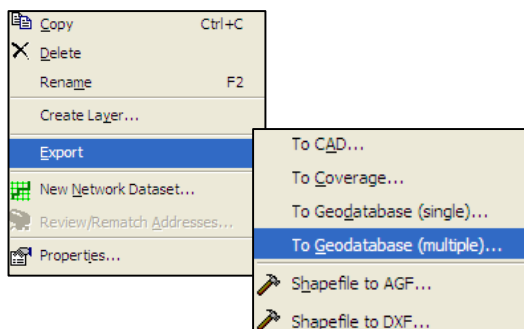 Copy Ctrl+C
Delete
Rename F2
Create Layer...
Export
New Network Dataset...
Review/Rematch Addresses...
Properties...
To CAD...
To Coverage...
To Geodatabase (single)...
To Geodatabase (multiple)...
Shapefile to AGF...
Shapefile to DXF...